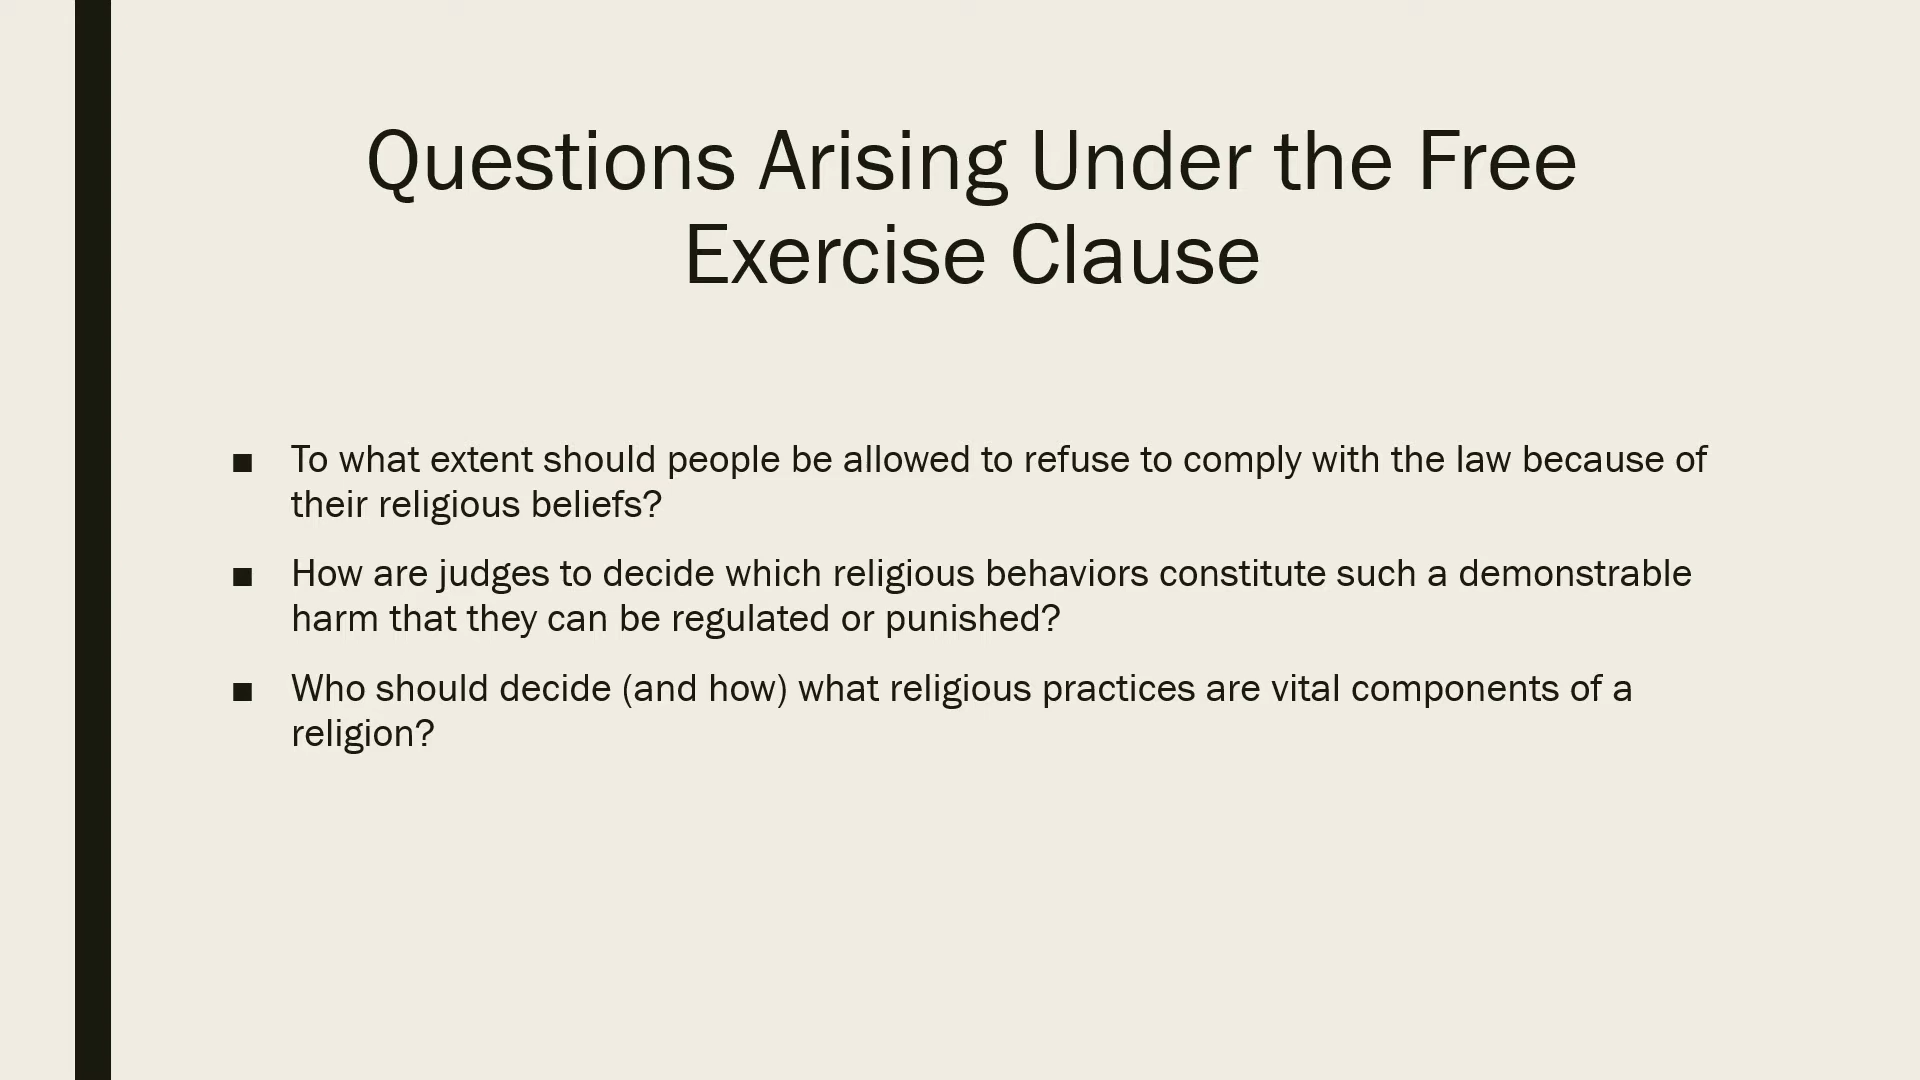 Questions Arising Under the Free
Exercise Clause
■ To what extent should people be allowed to refuse to comply with the law because of
their religious beliefs?
■ How are judges to decide which religious behaviors constitute such a demonstrable
harm that they can be regulated or punished?
■ Who should decide (and how) what religious practices are vital components of a
religion?